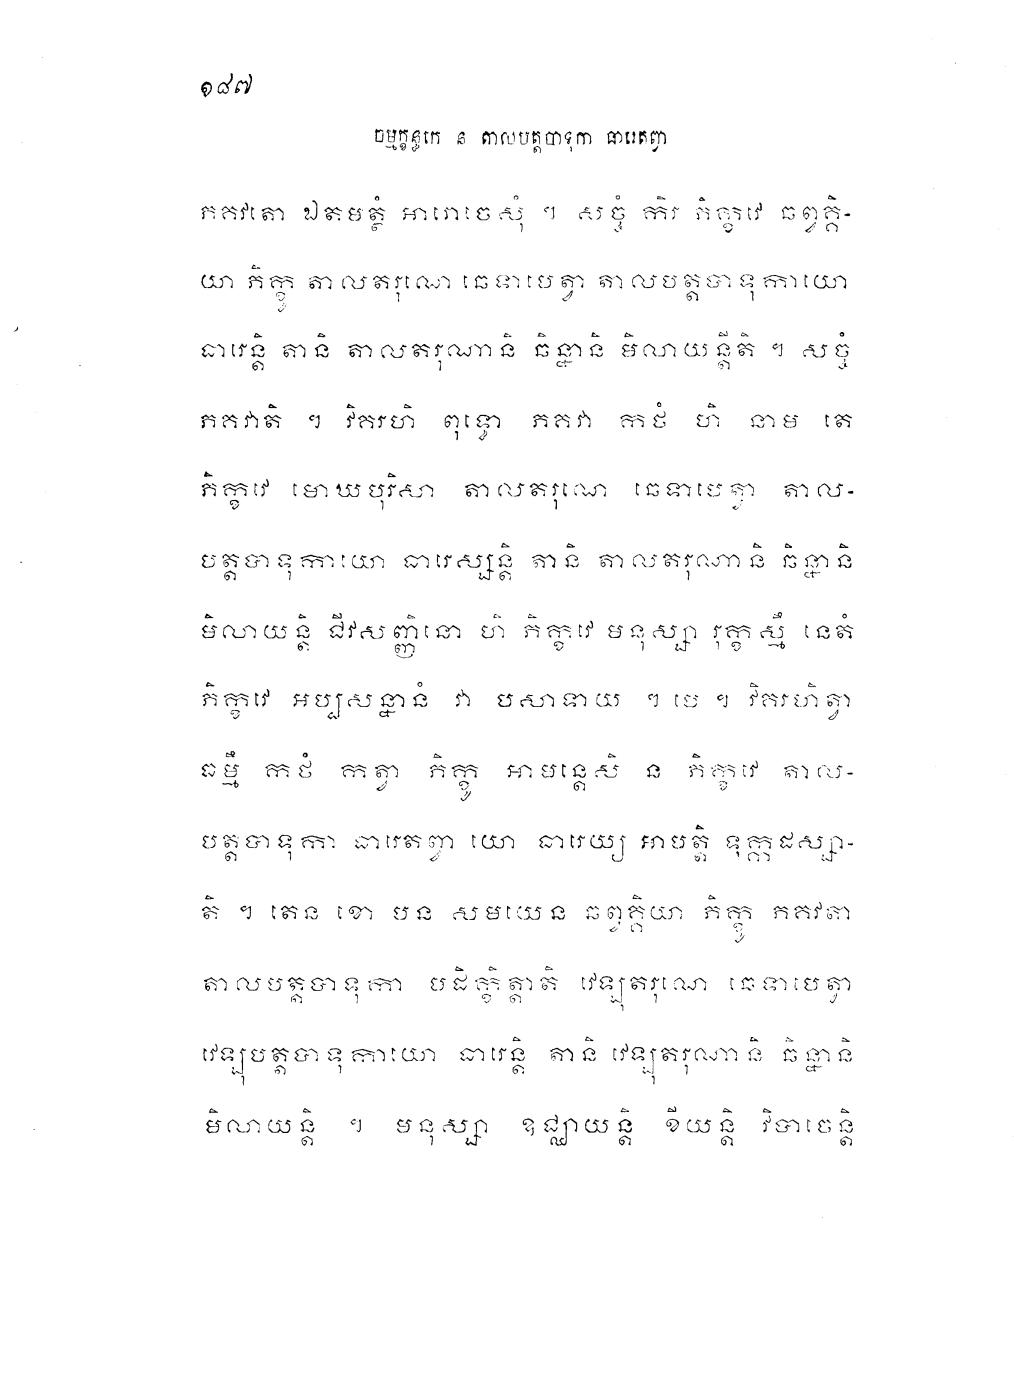 ១៨៧
ចម្មក្ខន្ធកេ ន តាលបត្តបាទុកា ធារេតព្វា
ភគវតោ ឯតមត្ថំ អារោចេសុំ ។ សច្ចំ កិរ ភិក្ខវេ ឆព្វគ្គិ-
យា ភិក្ខូ តាលតរុណេ ឆេទាបេត្វា តាលបត្តបាទុកាយោ
ធារេន្តិ តានិ តាលតរុណានិ ឆិន្នានិ មិលាយន្តីតិ ។ សច្ចំ
ភគវាតិ ។ វិគរហិ ពុទ្ធោ ភគវា កថំ ហិ នាម តេ
ភិក្ខវេ មោឃបុរិសា តាលតរុណេ ឆេទាបេត្វា តាល-
បត្តបាទុកាយោ ធារេស្សន្តិ តានិ តាលតរុណានិ ឆិន្នានិ
មិលាយន្តិ ជីវសញ្ញិនោ ហិ ភិក្ខវេ មនុស្សា រុក្ខស្មឹ នេតំ
ភិក្ខវេ អប្បសន្នានំ វា បសាទាយ ។ បេ ។ វិគរហិត្វា
ធម្មឹ កថំ កត្វា ភិក្ខូ អាមន្តេសិ ន ភិក្ខវេ តាល-
បត្តបាទុកា ធារេតព្វា យោ ធារេយ្យ អាបត្តិ ទុក្កដស្សា-
តិ ។ តេន ខោ បន សមយេន ឆព្វគ្គិយា ភិក្ខូ ភគវតា
តាលបត្តបាទុកា បដិក្ខិត្តាតិ វេឡុតរុណេ ឆេទាបេត្វា
វេឡុបត្តបាទុកាយោ ធារេន្តិ តានិ វេឡុតរុណានិ ឆិន្នានិ
មិលាយន្តិ ។ មនុស្សា ឧជ្ឈាយន្តិ ខីយន្តិ វិបាចេន្តិ